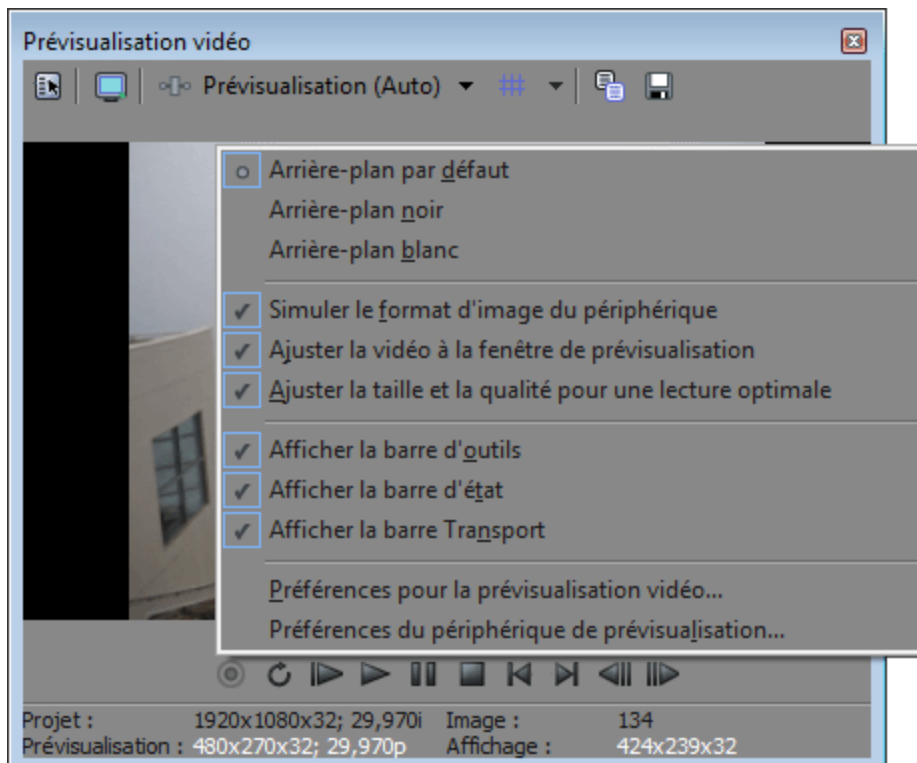 Prévisualisation vidéo
Prévisualisation (Auto)
Arrière-plan par défaut
Arrière-plan noir
Arrière-plan blanc
Simuler le format d'image du périphérique
Ajuster la vidéo à la fenêtre de prévisualisation
Ajuster la taille et la qualité pour une lecture optimale
Afficher la barre d'outils
Afficher la barre d'état
Afficher la barre Transport
Préférences pour la prévisualisation vidéo...
Préférences du périphérique de prévisualisation...
Projet : 1920x1080x32; 29,970i Image : 134
Prévisualisation : 480x270x32; 29,970p Affichage : 424x239x32